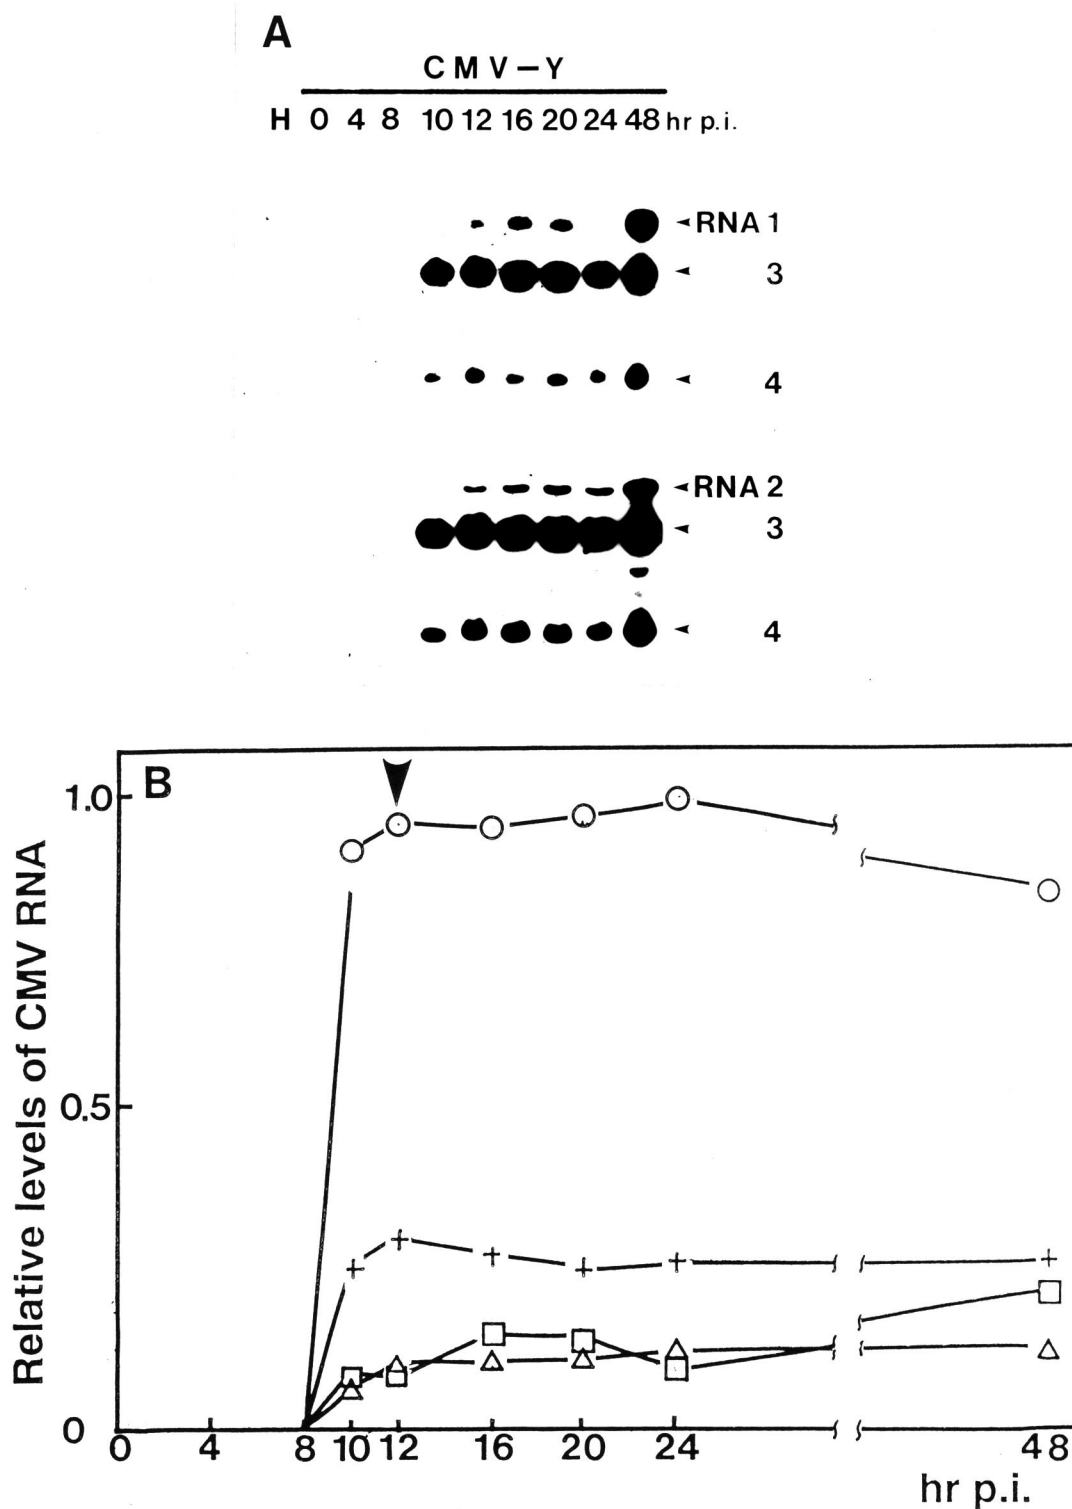 A
CMV-Y
H 0 4 8 10 12 16 20 24 48 hr p.i.
RNA 1
3
4
RNA 2
3
4
B
1.0
0.5
0
Relative levels of CMV RNA
0 4 8 10 12 16 20 24 48
hr p.i.